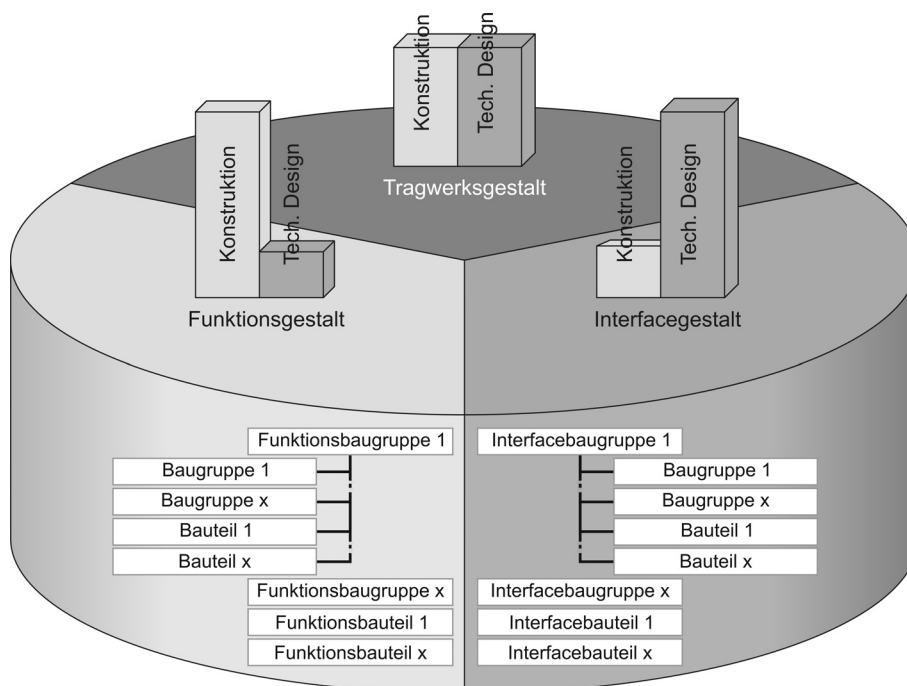 Konstruktion
Tech. Design
Tragwerksgestalt
Konstruktion
Tech. Design
Funktionsgestalt
Konstruktion
Tech. Design
Interfacegestalt
Funktionsbaugruppe 1
Baugruppe 1
Baugruppe x
Bauteil 1
Bauteil x
Funktionsbaugruppe x
Funktionsbauteil 1
Funktionsbauteil x
Interfacebaugruppe 1
Baugruppe 1
Baugruppe x
Bauteil 1
Bauteil x
Interfacebaugruppe x
Interfacebauteil 1
Interfacebauteil x